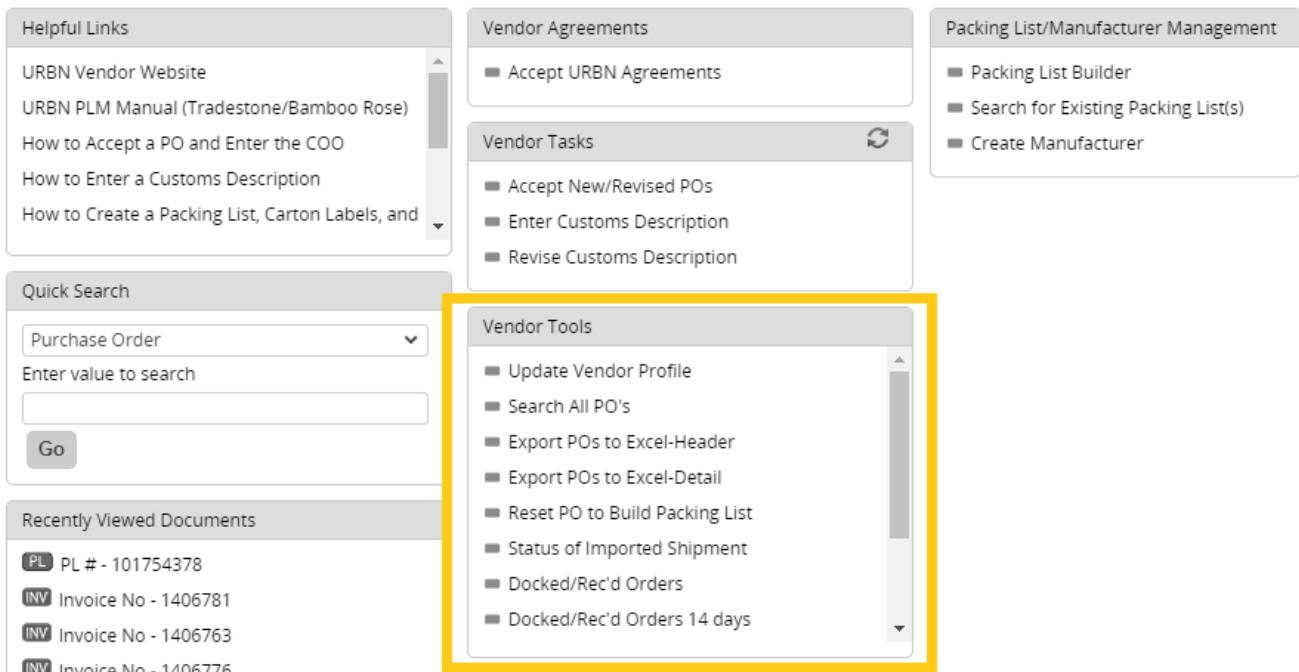 Helpful Links
URBN Vendor Website
URBN PLM Manual (Tradestone/Bamboo Rose)
How to Accept a PO and Enter the COO
How to Enter a Customs Description
How to Create a Packing List, Carton Labels, and
Quick Search
Purchase Order
Enter value to search
Go
Recently Viewed Documents
PL PL # - 101754378
INV Invoice No - 1406781
INV Invoice No - 1406763
INV Invoice No - 1406776
Vendor Agreements
Accept URBN Agreements
Vendor Tasks
Accept New/Revised POs
Enter Customs Description
Revise Customs Description
Vendor Tools
Update Vendor Profile
Search All PO's
Export POs to Excel-Header
Export POs to Excel-Detail
Reset PO to Build Packing List
Status of Imported Shipment
Docked/Rec'd Orders
Docked/Rec'd Orders 14 days
Packing List/Manufacturer Management
Packing List Builder
Search for Existing Packing List(s)
Create Manufacturer